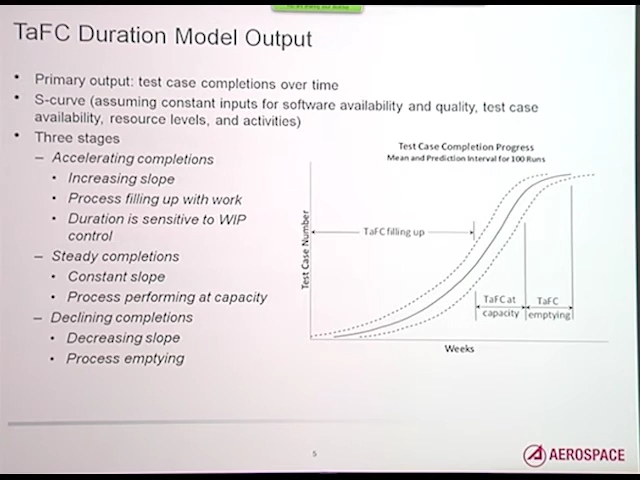 TaFC Duration Model Output
• Primary output: test case completions over time
• S-curve (assuming constant inputs for software availability and quality, test case
availability, resource levels, and activities)
• Three stages
– Accelerating completions
• Increasing slope
• Process filling up with work
• Duration is sensitive to WIP
control
– Steady completions
• Constant slope
• Process performing at capacity
– Declining completions
• Decreasing slope
• Process emptying
Test Case Completion Progress
Mean and Prediction Interval for 100 Runs
Test Case Number
TaFC filling up
TaFC at
capacity
TaFC
emptying
Weeks
5
AEROSPACE